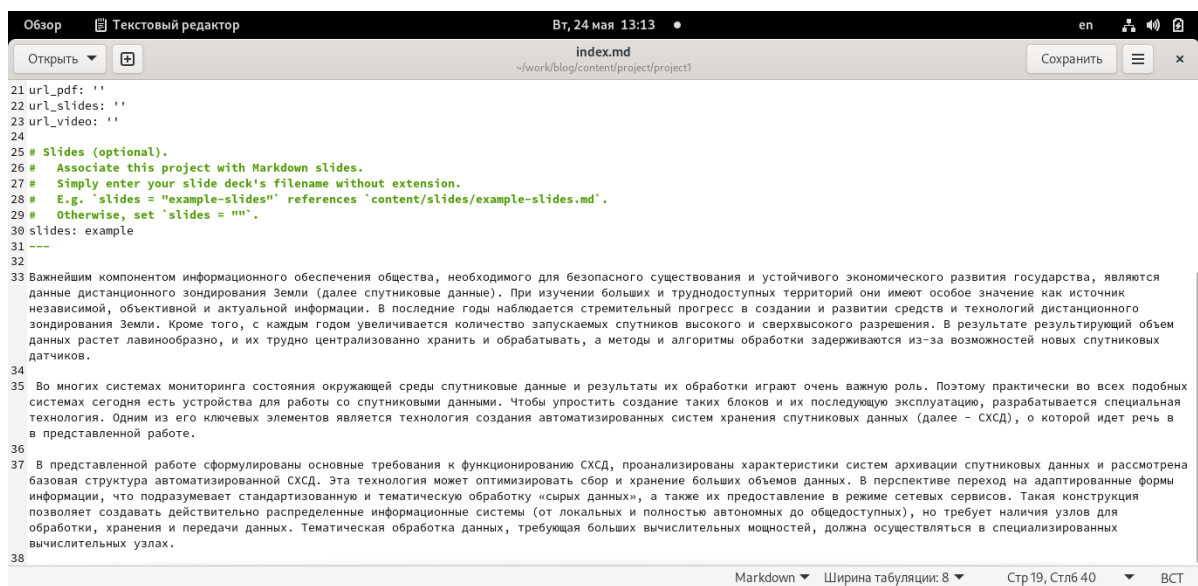 Обзор
Текстовый редактор
Вт, 24 мая 13:13
en
Открыть
index.md
~/work/blog/content/project/project1
Сохранить
21 url_pdf: ''
22 url_slides: ''
23 url_video: ''
24
25 # Slides (optional).
26 #   Associate this project with Markdown slides.
27 #   Simply enter your slide deck's filename without extension.
28 #   E.g. `slides = "example-slides"` references `content/slides/example-slides.md`.
29 #   Otherwise, set `slides = ""`.
30 slides: example
31 ---
32
33 Важнейшим компонентом информационного обеспечения общества, необходимого для безопасного существования и устойчивого экономического развития государства, являются
данные дистанционного зондирования Земли (далее спутниковые данные). При изучении больших и труднодоступных территорий они имеют особое значение как источник
независимой, объективной и актуальной информации. В последние годы наблюдается стремительный прогресс в создании и развитии средств и технологий дистанционного
зондирования Земли. Кроме того, с каждым годом увеличивается количество запускаемых спутников высокого и сверхвысокого разрешения. В результате результирующий объем
данных растет лавинообразно, и их трудно централизованно хранить и обрабатывать, а методы и алгоритмы обработки задерживаются из-за возможностей новых спутниковых
датчиков.
34
35  Во многих системах мониторинга состояния окружающей среды спутниковые данные и результаты их обработки играют очень важную роль. Поэтому практически во всех подобных
системах сегодня есть устройства для работы со спутниковыми данными. Чтобы упростить создание таких блоков и их последующую эксплуатацию, разрабатывается специальная
технология. Одним из его ключевых элементов является технология создания автоматизированных систем хранения спутниковых данных (далее - СХСД), о которой идет речь в
в представленной работе.
36
37  В представленной работе сформулированы основные требования к функционированию СХСД, проанализированы характеристики систем архивации спутниковых данных и рассмотрена
базовая структура автоматизированной СХСД. Эта технология может оптимизировать сбор и хранение больших объемов данных. В перспективе переход на адаптированные формы
информации, что подразумевает стандартизованную и тематическую обработку «сырых данных», а также их предоставление в режиме сетевых сервисов. Такая конструкция
позволяет создавать действительно распределенные информационные системы (от локальных и полностью автономных до общедоступных), но требует наличия узлов для
обработки, хранения и передачи данных. Тематическая обработка данных, требующая больших вычислительных мощностей, должна осуществляться в специализированных
вычислительных узлах.
38
Markdown
Ширина табуляции: 8
Стр 19, Стлб 40
ВСТ